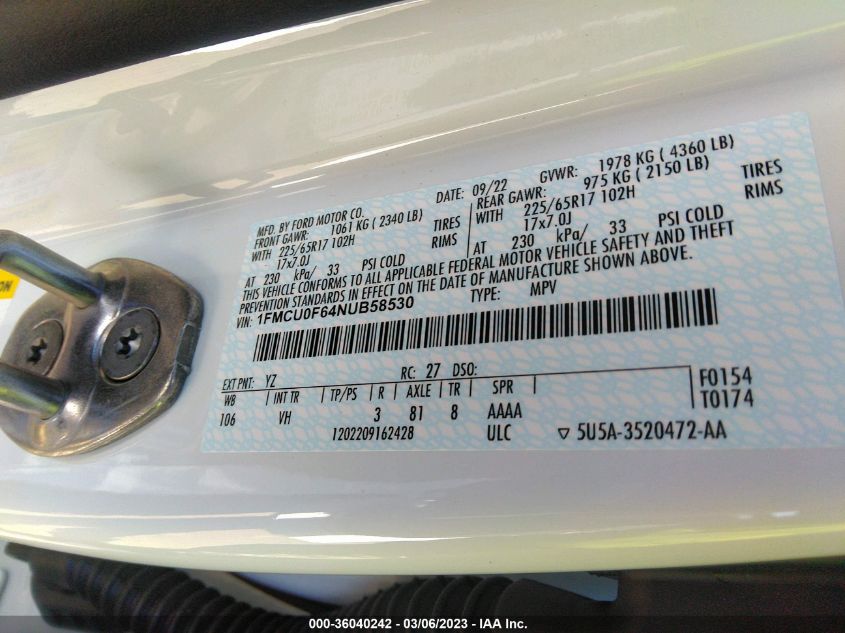 MFD. BY FORD MOTOR CO.
DATE: 09/22
GVWR: 1978 KG ( 4360 LB)
FRONT GAWR: 1061 KG ( 2340 LB)
REAR GAWR: 975 KG ( 2150 LB)
WITH 225/65R17 102H TIRES
WITH 225/65R17 102H TIRES
17x7.0J RIMS
17x7.0J RIMS
AT 230 kPa/ 33 PSI COLD
AT 230 kPa/ 33 PSI COLD
THIS VEHICLE CONFORMS TO ALL APPLICABLE FEDERAL MOTOR VEHICLE SAFETY AND THEFT
PREVENTION STANDARDS IN EFFECT ON THE DATE OF MANUFACTURE SHOWN ABOVE.
VIN: 1FMCU0F64NUB58530
TYPE: MPV
EXT PNT: YZ RC: 27 DSO:
WB INT TR TP/PS R AXLE TR SPR
106 VH 3 81 8 AAAA
1202209162428 ULC
F0154
T0174
▽ 5U5A-3520472-AA
ON
000-36040242 — 03/06/2023 — IAA Inc.